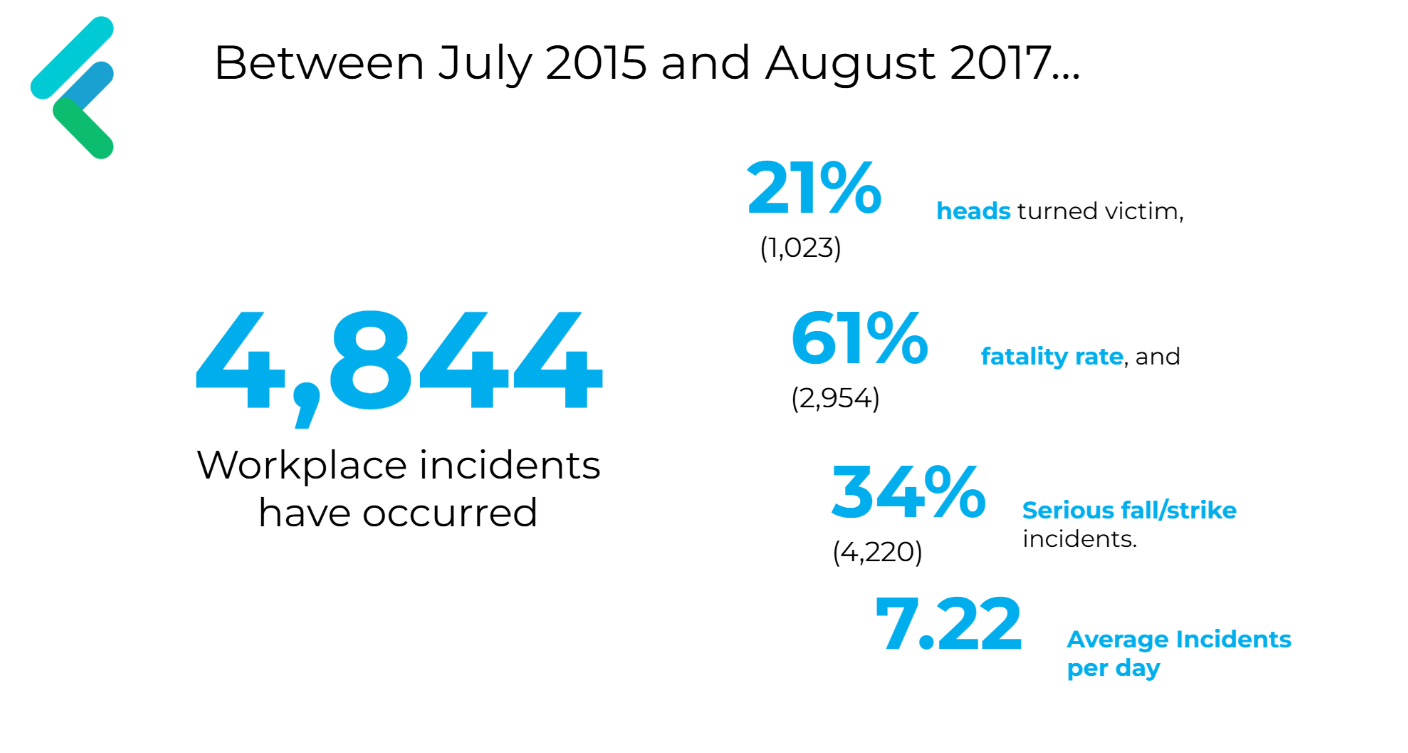 Between July 2015 and August 2017...
4,844
Workplace incidents
have occurred
21%
(1,023)
heads turned victim,
61%
(2,954)
fatality rate, and
34%
(4,220)
Serious fall/strike
incidents.
7.22
Average Incidents
per day